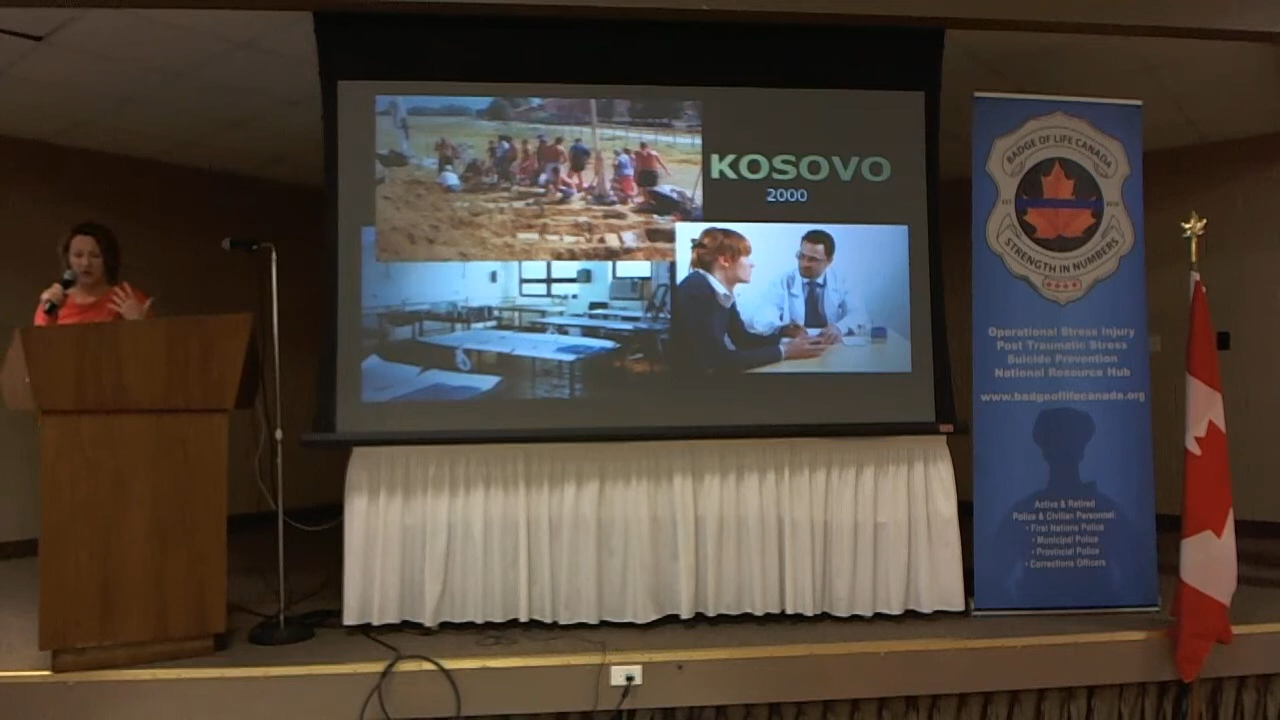 KOSOVO
2000
BADGE OF LIFE CANADA
STRENGTH IN NUMBERS
Operational Stress Injury
Post Traumatic Stress
Suicide Prevention
National Resource Hub
www.badgeoflifecanada.org
Active & Retired
Police & Civilian Personnel:
• First Nations Police
• Municipal Police
• Provincial Police
• Corrections Officers